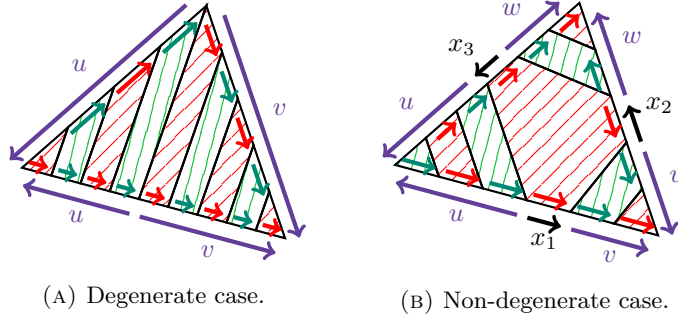 w
w
x₃
u
u
v
x₂
v
u
u
v
x₁
v
(A) Degenerate case.
(B) Non-degenerate case.